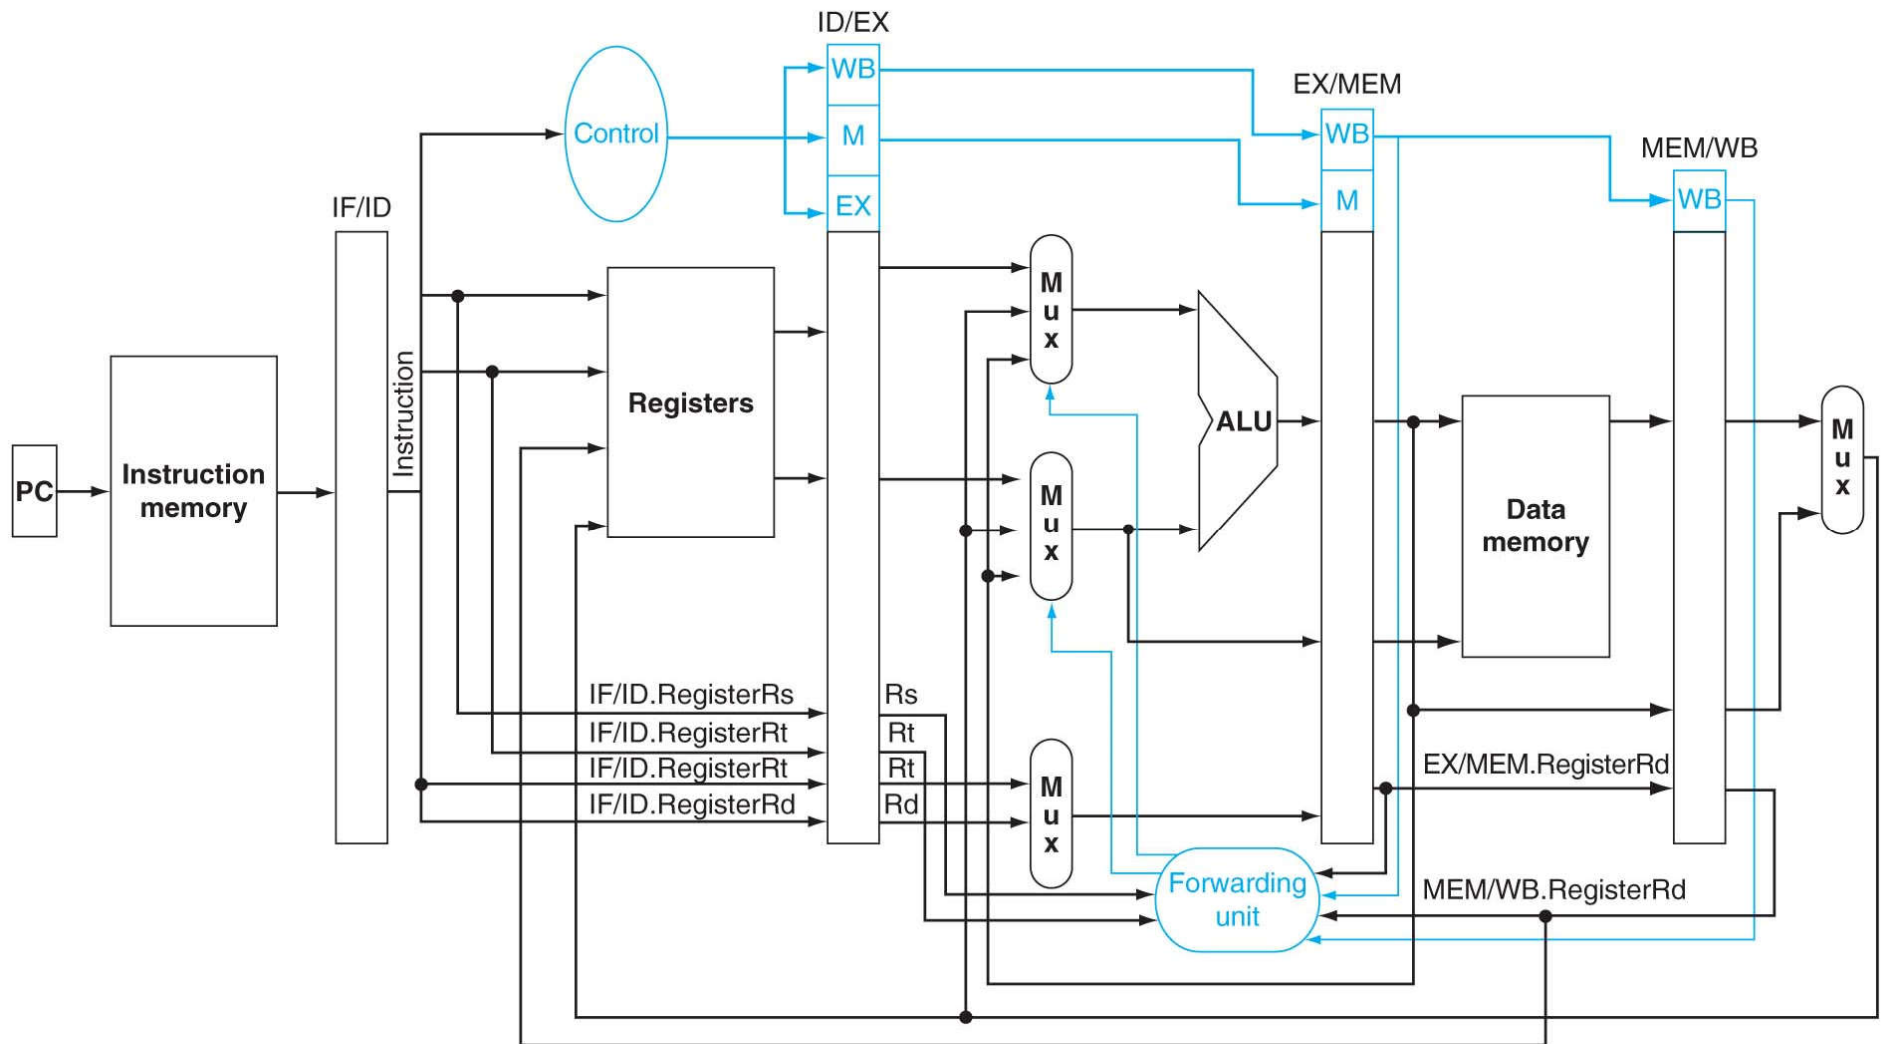 ID/EX
WB
M
EX
Control
EX/MEM
WB
M
MEM/WB
WB
IF/ID
PC
Instruction
memory
Instruction
Registers
M
u
x
M
u
x
ALU
Data
memory
M
u
x
IF/ID.RegisterRs
IF/ID.RegisterRt
IF/ID.RegisterRt
IF/ID.RegisterRd
Rs
Rt
Rt
Rd
M
u
x
EX/MEM.RegisterRd
Forwarding
unit
MEM/WB.RegisterRd